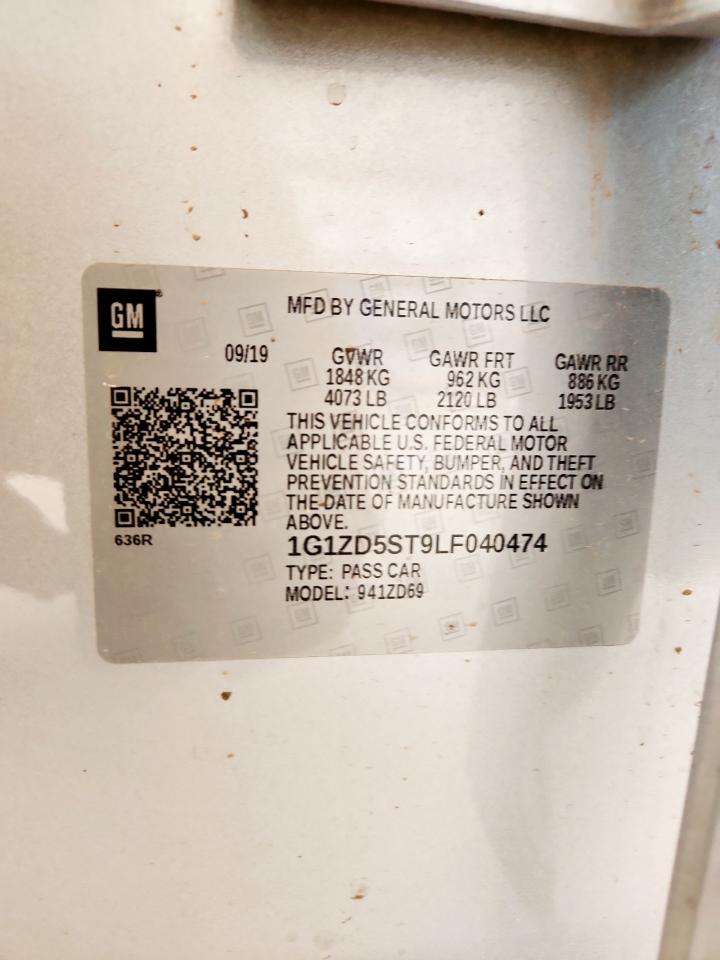 GM
MFD BY GENERAL MOTORS LLC
09/19
GVWR GAWR FRT GAWR RR
1848 KG 962 KG 886 KG
4073 LB 2120 LB 1953 LB
THIS VEHICLE CONFORMS TO ALL
APPLICABLE U.S. FEDERAL MOTOR
VEHICLE SAFETY, BUMPER, AND THEFT
PREVENTION STANDARDS IN EFFECT ON
THE DATE OF MANUFACTURE SHOWN
ABOVE.
636R
1G1ZD5ST9LF040474
TYPE: PASS CAR
MODEL: 941ZD69